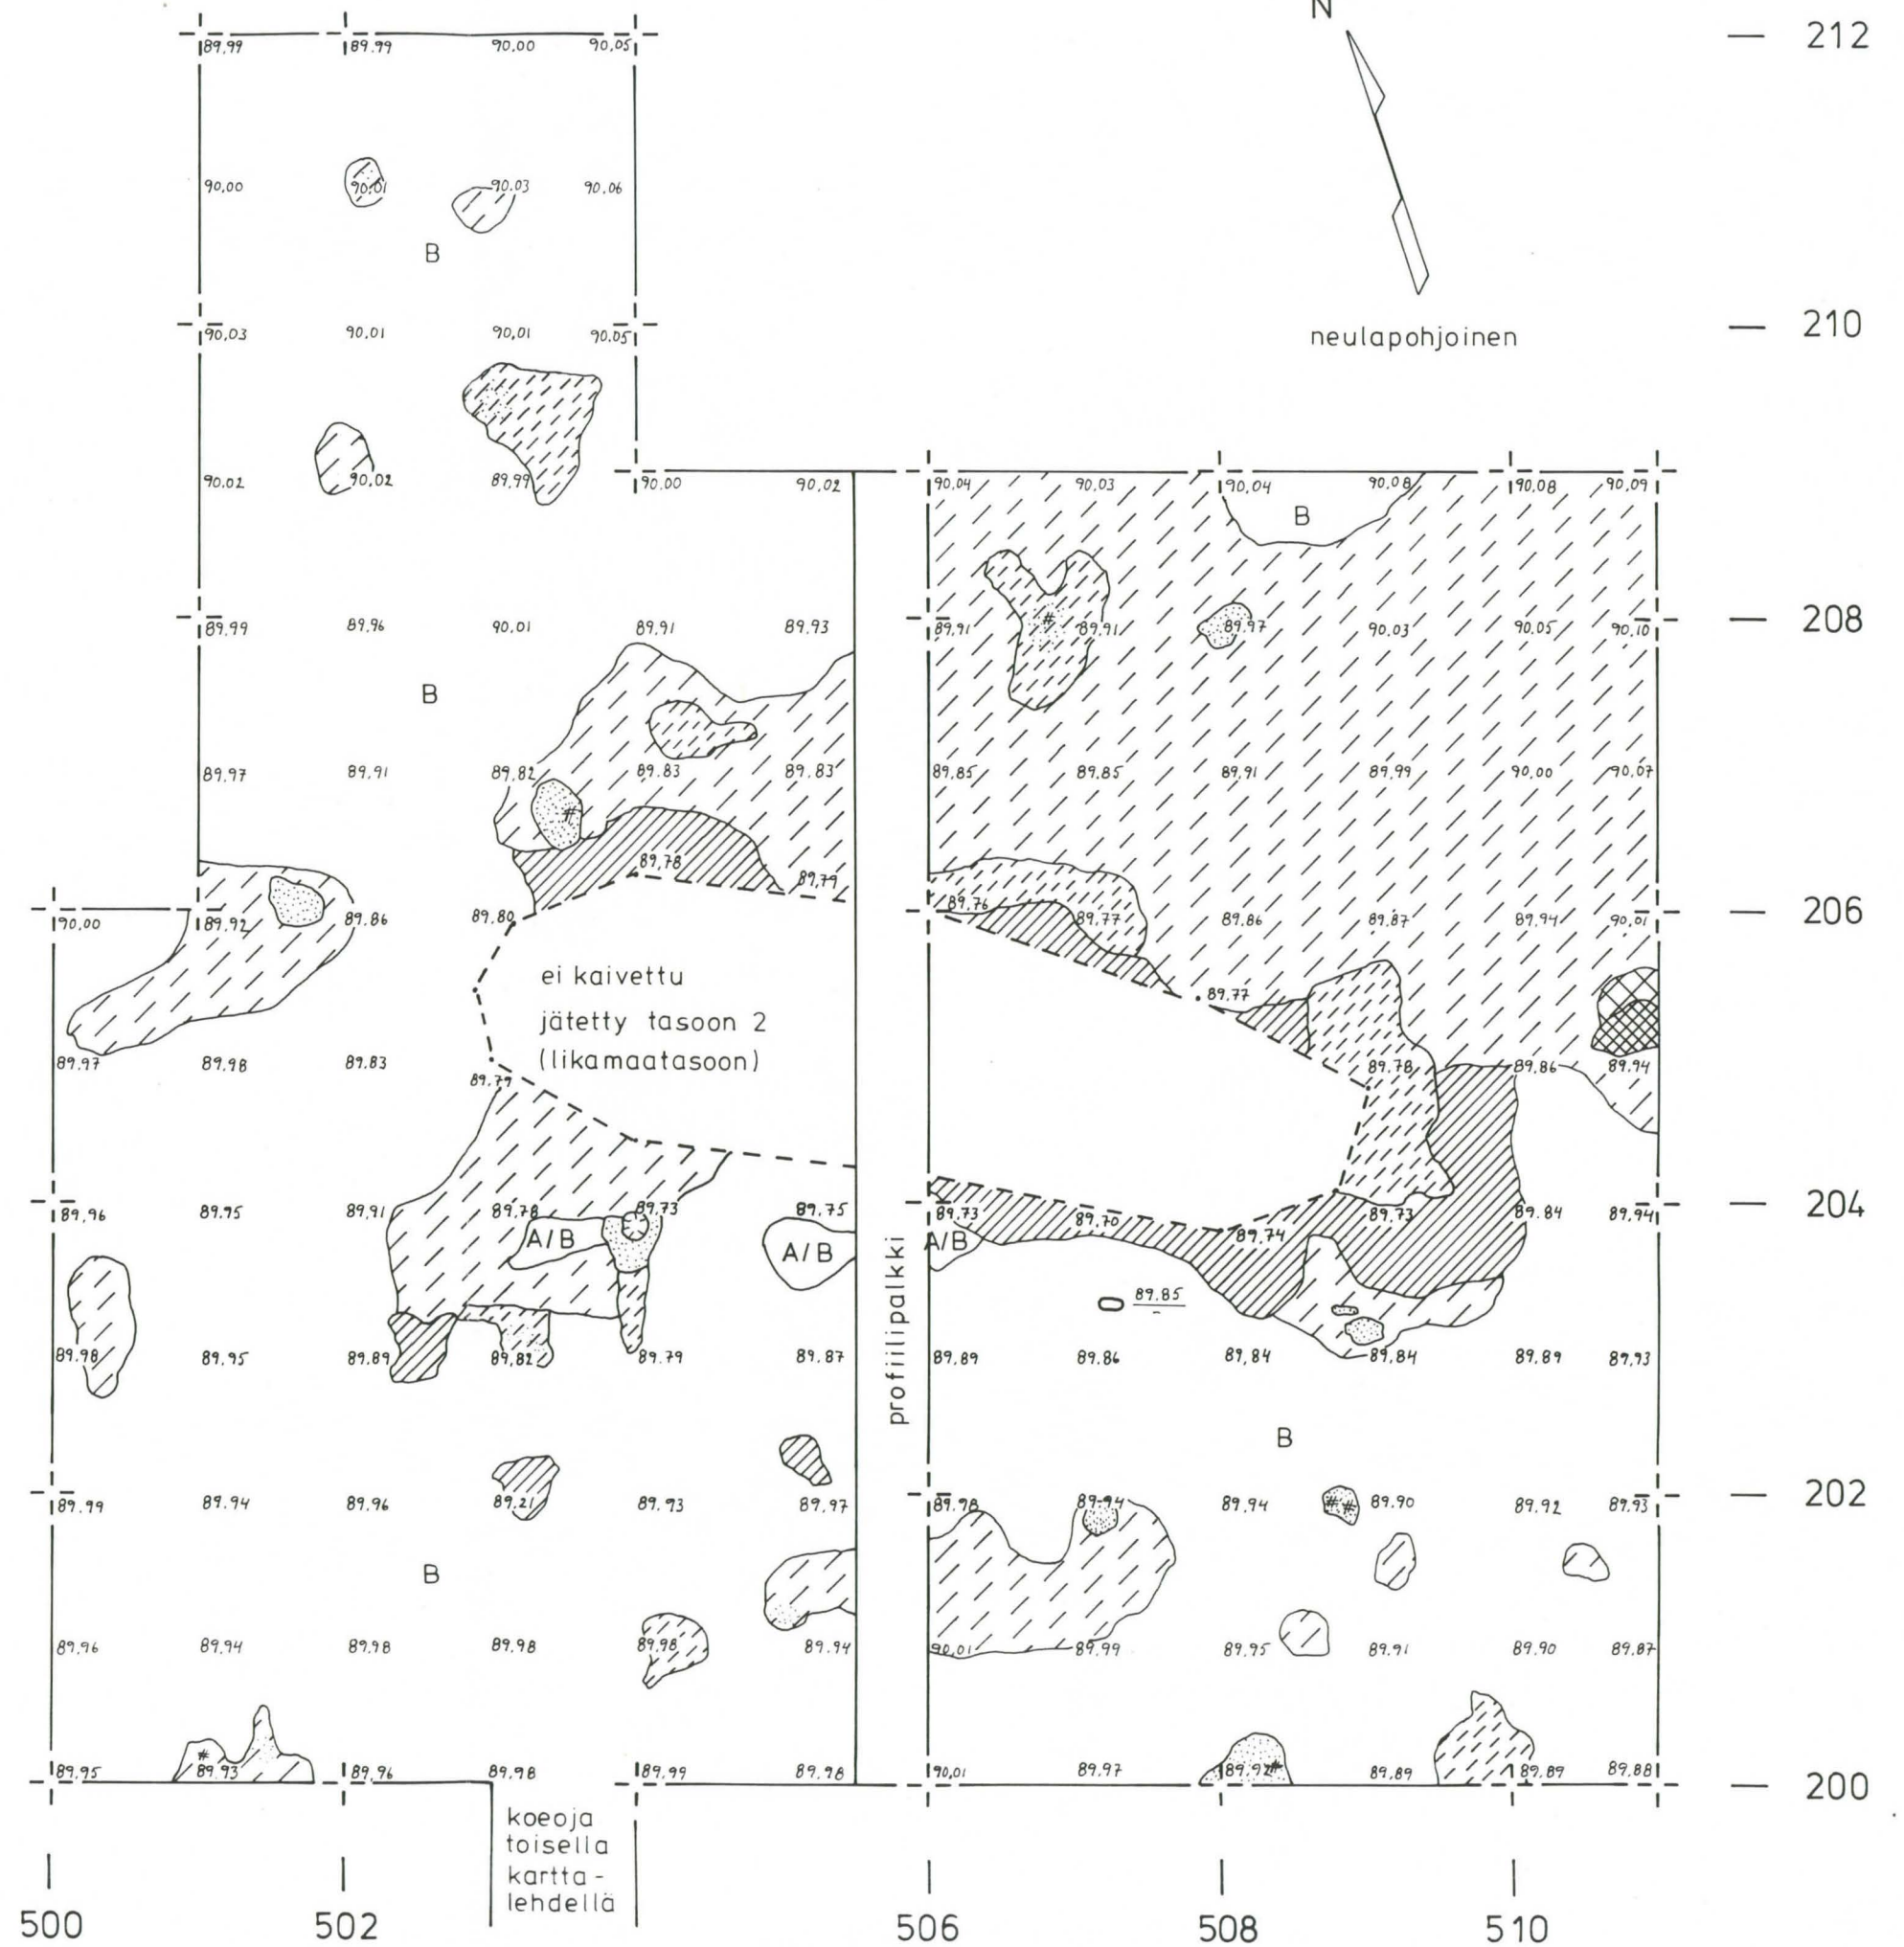 N
212
89.99 89.99 90.00 90.05
90.00 90.01 90.03 90.06
B
90.03 90.01 90.01 90.05
210
neulapohjoinen
90.02 90.02 89.99 90.00 90.02 90.04 90.03 90.04 90.08 90.08 90.09
B
89.99 89.96 90.01 89.91 89.93 89.91 89.91 89.97 90.03 90.05 90.10
208
B
89.97 89.91 89.82 89.83 89.83 89.85 89.85 89.91 89.99 90.00 90.07
89.78
89.79
90.00 89.92 89.86 89.80 89.76 89.77 89.86 89.87 89.94 90.01
206
ei kaivettu
jätetty tasoon 2
(likamaatasoon)
89.77
89.97 89.98 89.83 89.79 89.78 89.86 89.94
89.96 89.95 89.91 89.78 89.73 89.75 89.73 89.70 89.74 89.73 89.84 89.94
204
A/B A/B A/B
profiilipalkki
89.85
89.98 89.95 89.89 89.82 89.79 89.87 89.89 89.86 89.84 89.84 89.89 89.93
B
89.99 89.94 89.96 89.21 89.93 89.97 89.98 89.94 89.94 89.90 89.92 89.93
202
B
89.96 89.94 89.98 89.98 89.98 89.94 90.01 89.99 89.95 89.91 89.90 89.87
89.95 89.93 89.96 89.98 89.99 89.98 90.01 89.97 89.92 89.89 89.89 89.88
200
koeoja
toisella
kartta-
lehdellä
500 502 506 508 510